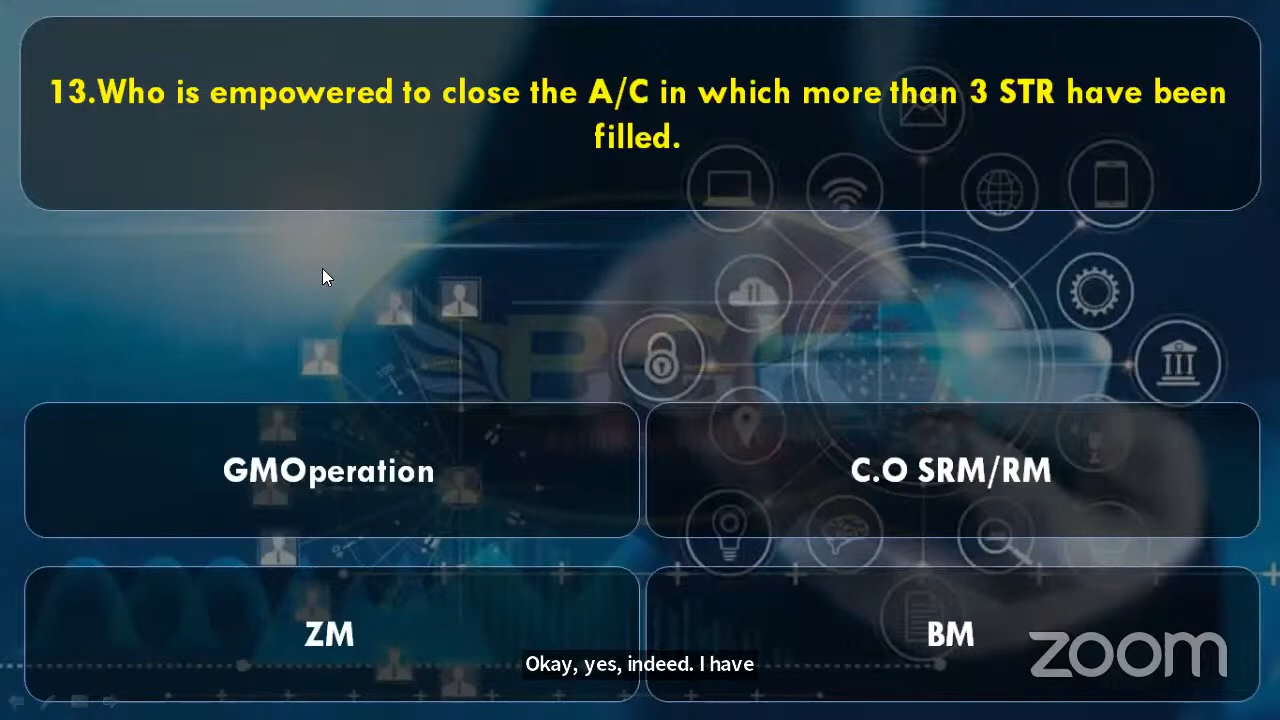 13.Who is empowered to close the A/C in which more than 3 STR have been
filled.
GMOperation
C.O SRM/RM
ZM
BM
Okay, yes, indeed. I have
zoom